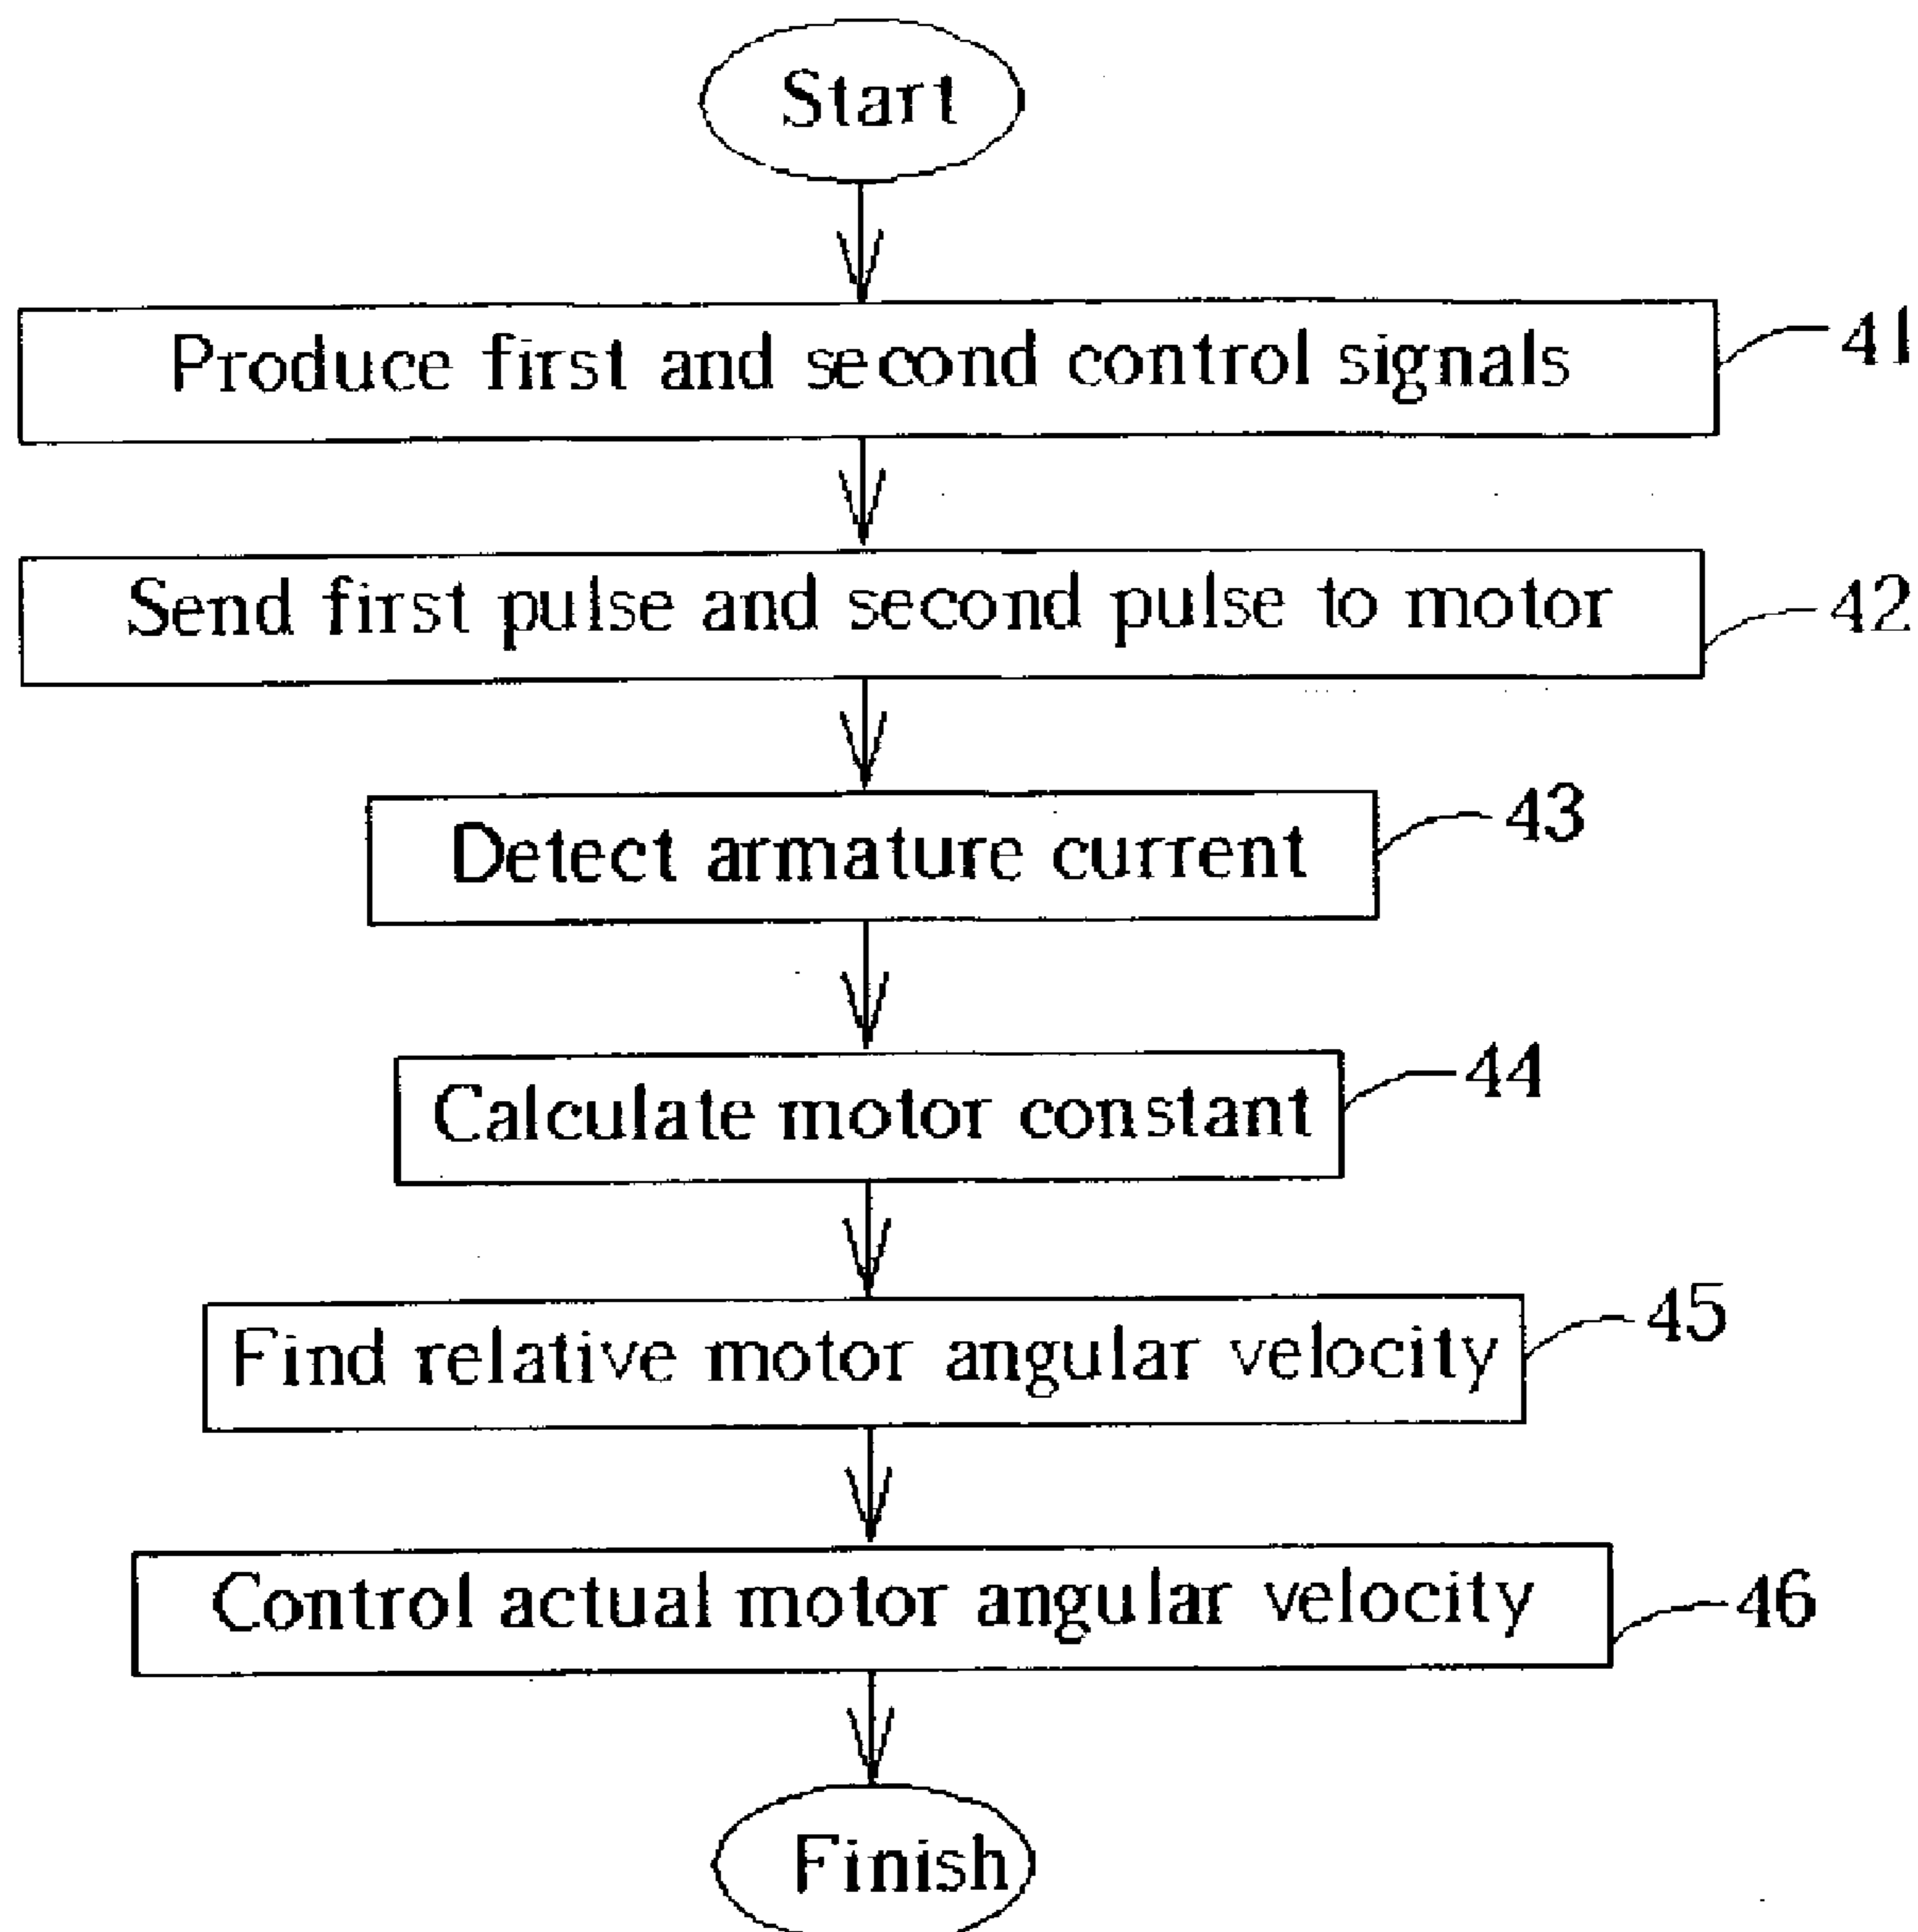 Start
Produce first and second control signals
41
Send first pulse and second pulse to motor
42
Detect armature current
43
Calculate motor constant
44
Find relative motor angular velocity
45
Control actual motor angular velocity
46
Finish